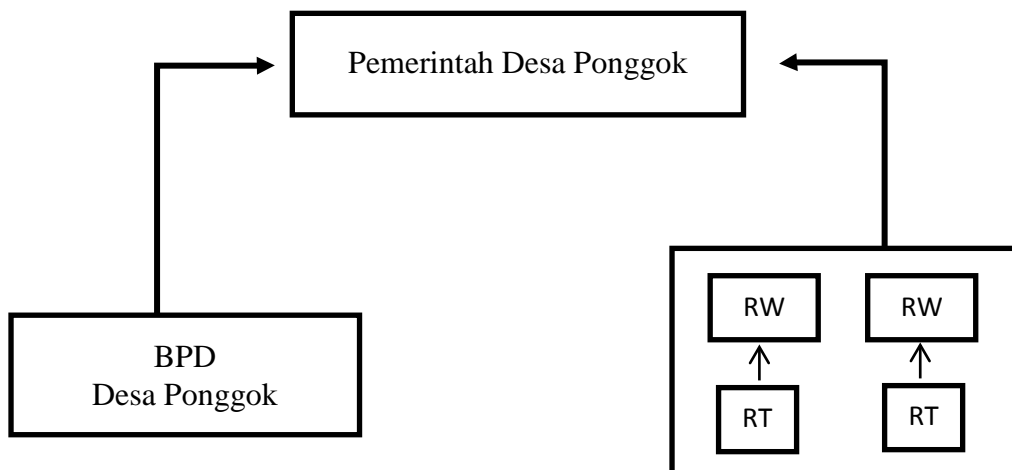 Pemerintah Desa Ponggok
BPD
Desa Ponggok
RW
RW
RT
RT